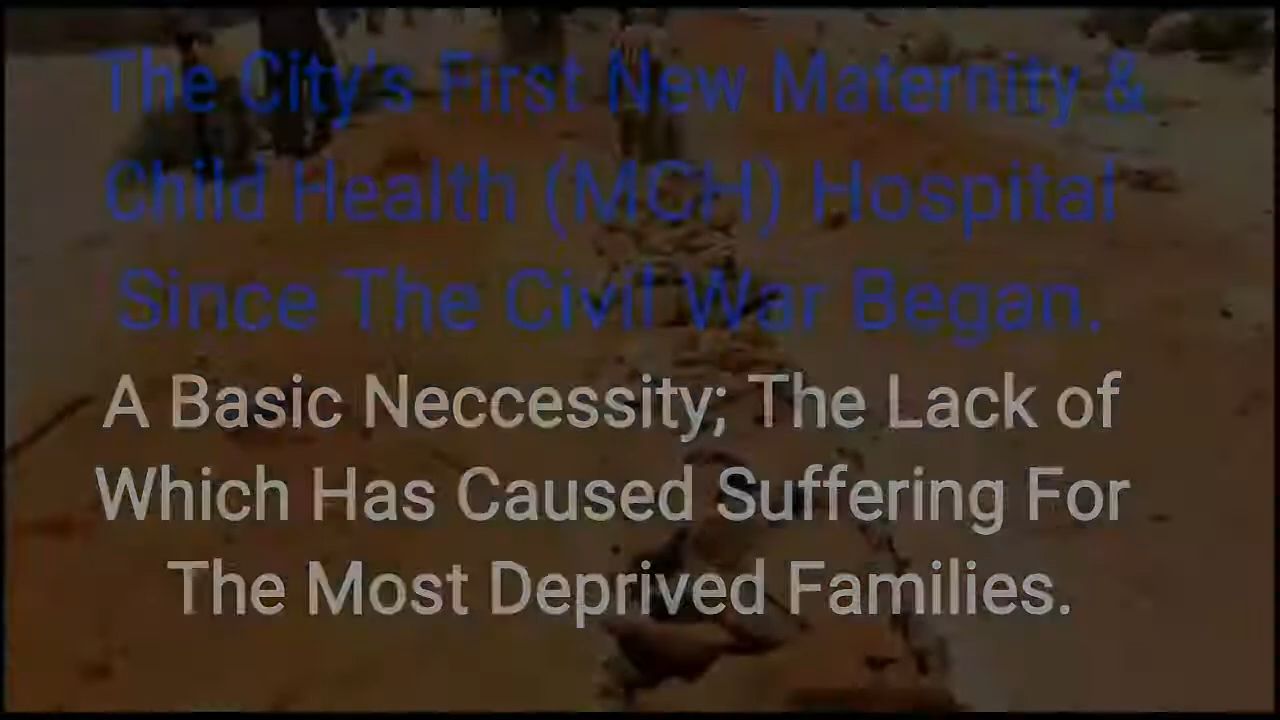 The City's First New Maternity &
Child Health (MCH) Hospital
Since The Civil War Began.
A Basic Neccessity; The Lack of
Which Has Caused Suffering For
The Most Deprived Families.